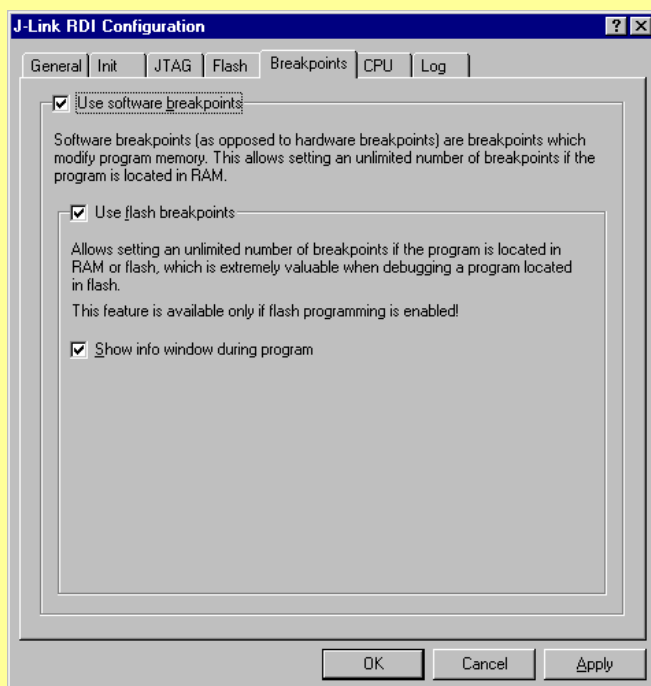 J-Link RDI Configuration
General Init JTAG Flash Breakpoints CPU Log
Use software breakpoints
Software breakpoints (as opposed to hardware breakpoints) are breakpoints which
modify program memory. This allows setting an unlimited number of breakpoints if the
program is located in RAM.
Use flash breakpoints
Allows setting an unlimited number of breakpoints if the program is located in
RAM or flash, which is extremely valuable when debugging a program located
in flash.
This feature is available only if flash programming is enabled!
Show info window during program
OK Cancel Apply